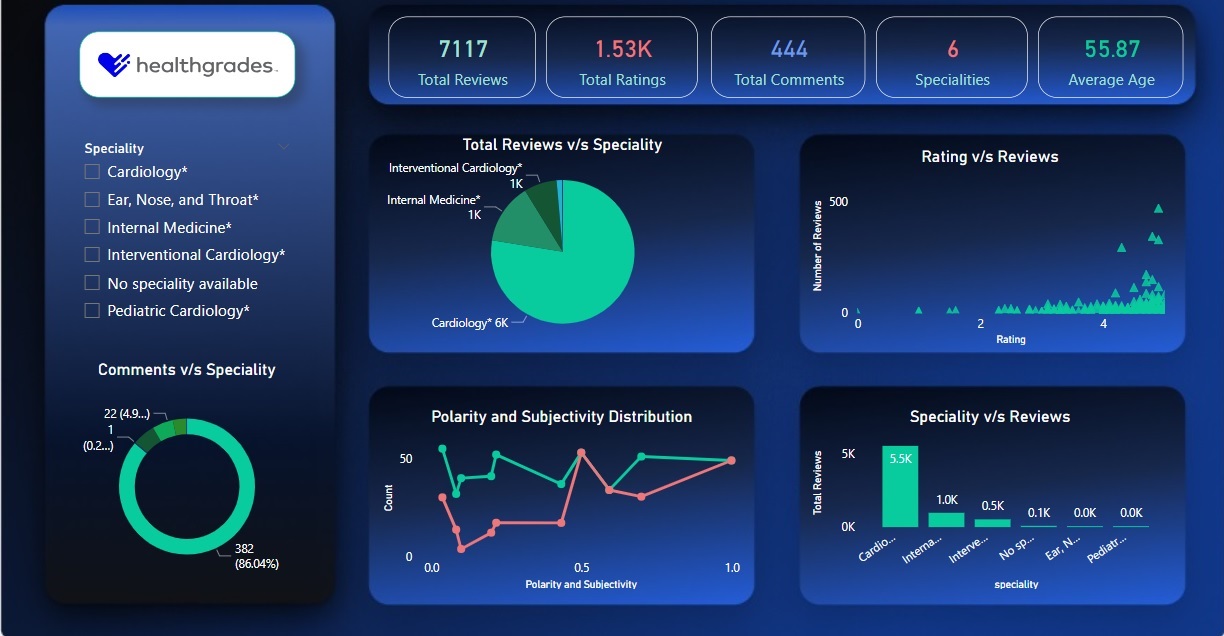 healthgrades.
7117
Total Reviews
1.53K
Total Ratings
444
Total Comments
6
Specialities
55.87
Average Age
Speciality
Cardiology*
Ear, Nose, and Throat*
Internal Medicine*
Interventional Cardiology*
No speciality available
Pediatric Cardiology*
Comments v/s Speciality
22 (4.9...)
1
(0.2...)
382
(86.04%)
Total Reviews v/s Speciality
Interventional Cardiology*
1K
Internal Medicine*
1K
Cardiology* 6K
Rating v/s Reviews
Number of Reviews
500
0
0
2
4
Rating
Polarity and Subjectivity Distribution
Count
50
0
0.0
0.5
1.0
Polarity and Subjectivity
Speciality v/s Reviews
Total Reviews
5K
0K
5.5K
1.0K
0.5K
0.1K
0.0K
0.0K
Cardio...
Interna...
Interve...
No sp...
Ear, N...
Pediatr...
speciality